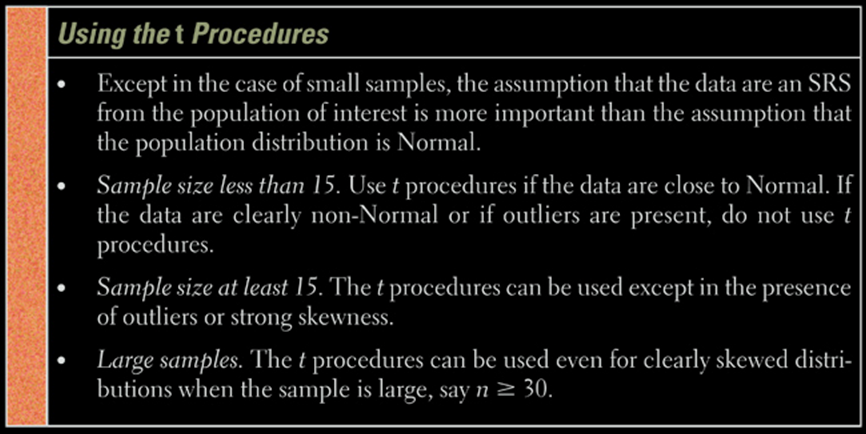 Using the t Procedures
• Except in the case of small samples, the assumption that the data are an SRS
from the population of interest is more important than the assumption that
the population distribution is Normal.
• Sample size less than 15. Use t procedures if the data are close to Normal. If
the data are clearly non-Normal or if outliers are present, do not use t
procedures.
• Sample size at least 15. The t procedures can be used except in the presence
of outliers or strong skewness.
• Large samples. The t procedures can be used even for clearly skewed distri-
butions when the sample is large, say n ≥ 30.